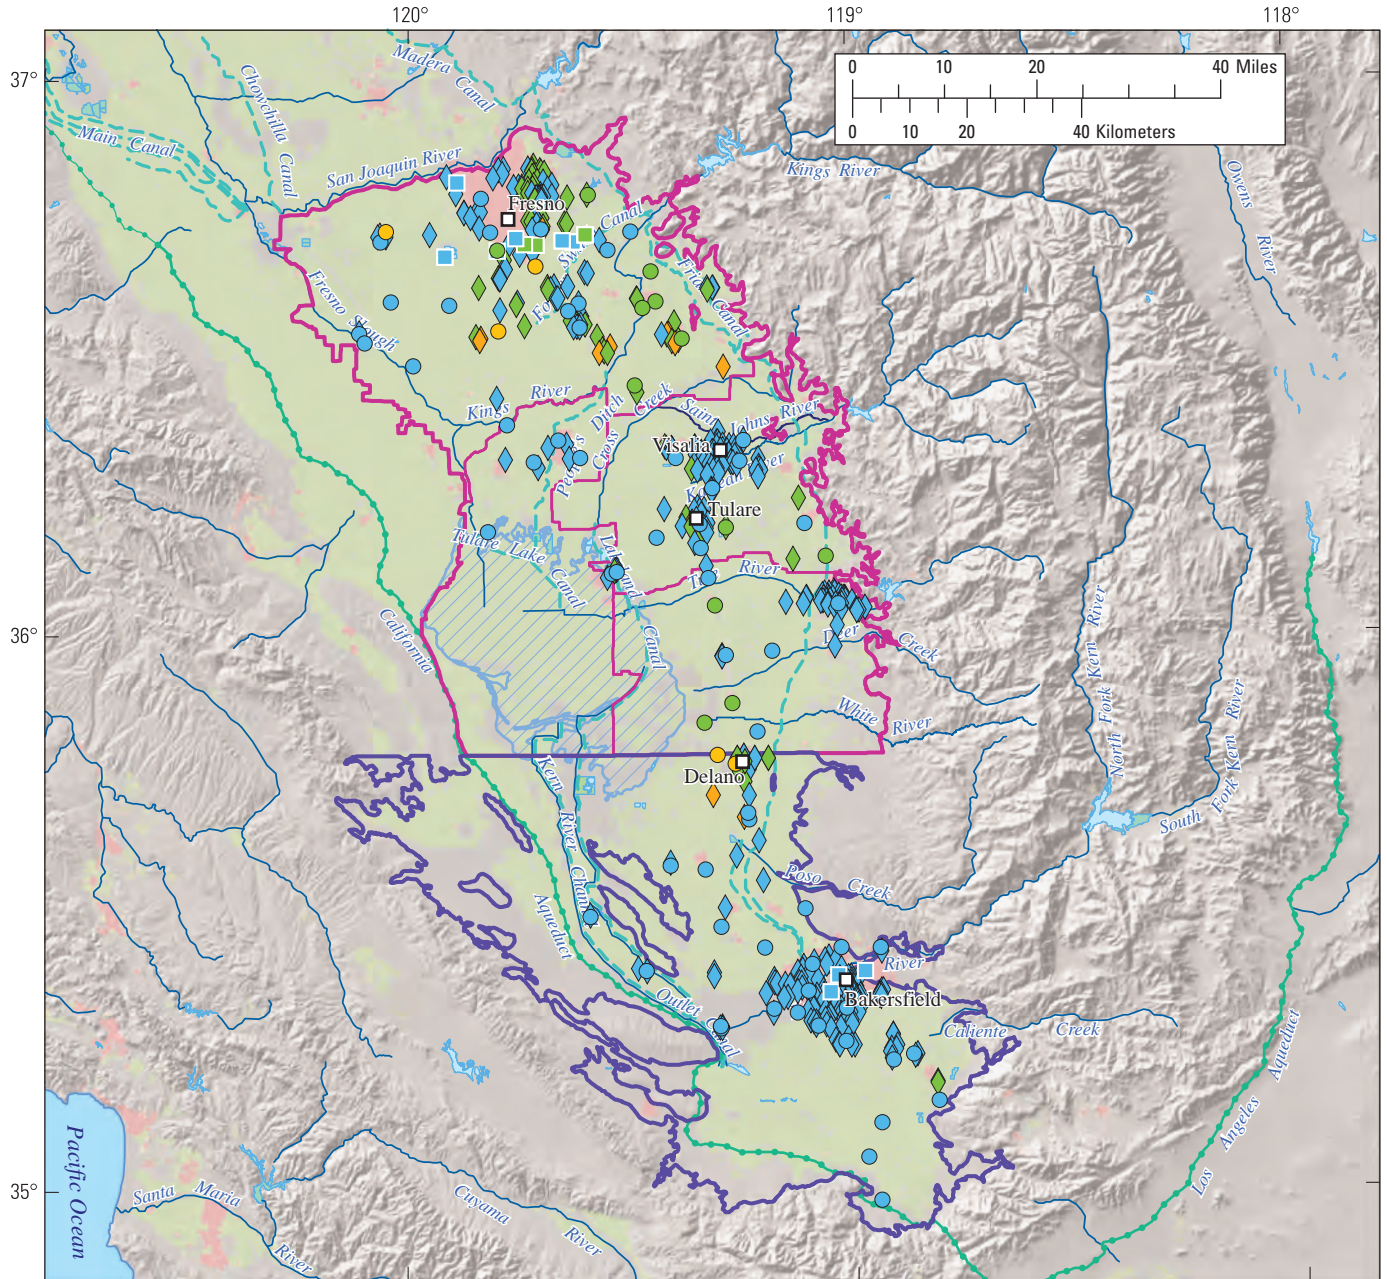 120°
119°
118°
37°
36°
35°
0 10 20 40 Miles
0 10 20 40 Kilometers
Madera Canal
Chowchilla Canal
Main Canal
San Joaquin River
Kings River
Owens River
Fresno
Canal
Friant Canal
Fresno Slough
Kings River
Peoples Ditch
Cross Creek
Saint Johns River
Visalia
Tulare
Tulare Lake Canal
Lakeland Canal
River
California Aqueduct
Deer Creek
White River
North Fork Kern River
South Fork Kern River
Delano
Kern River Channel
Poso Creek
River
Bakersfield
Outlet Canal
Caliente Creek
Los Angeles Aqueduct
Pacific Ocean
Santa Maria River
Cuyama River